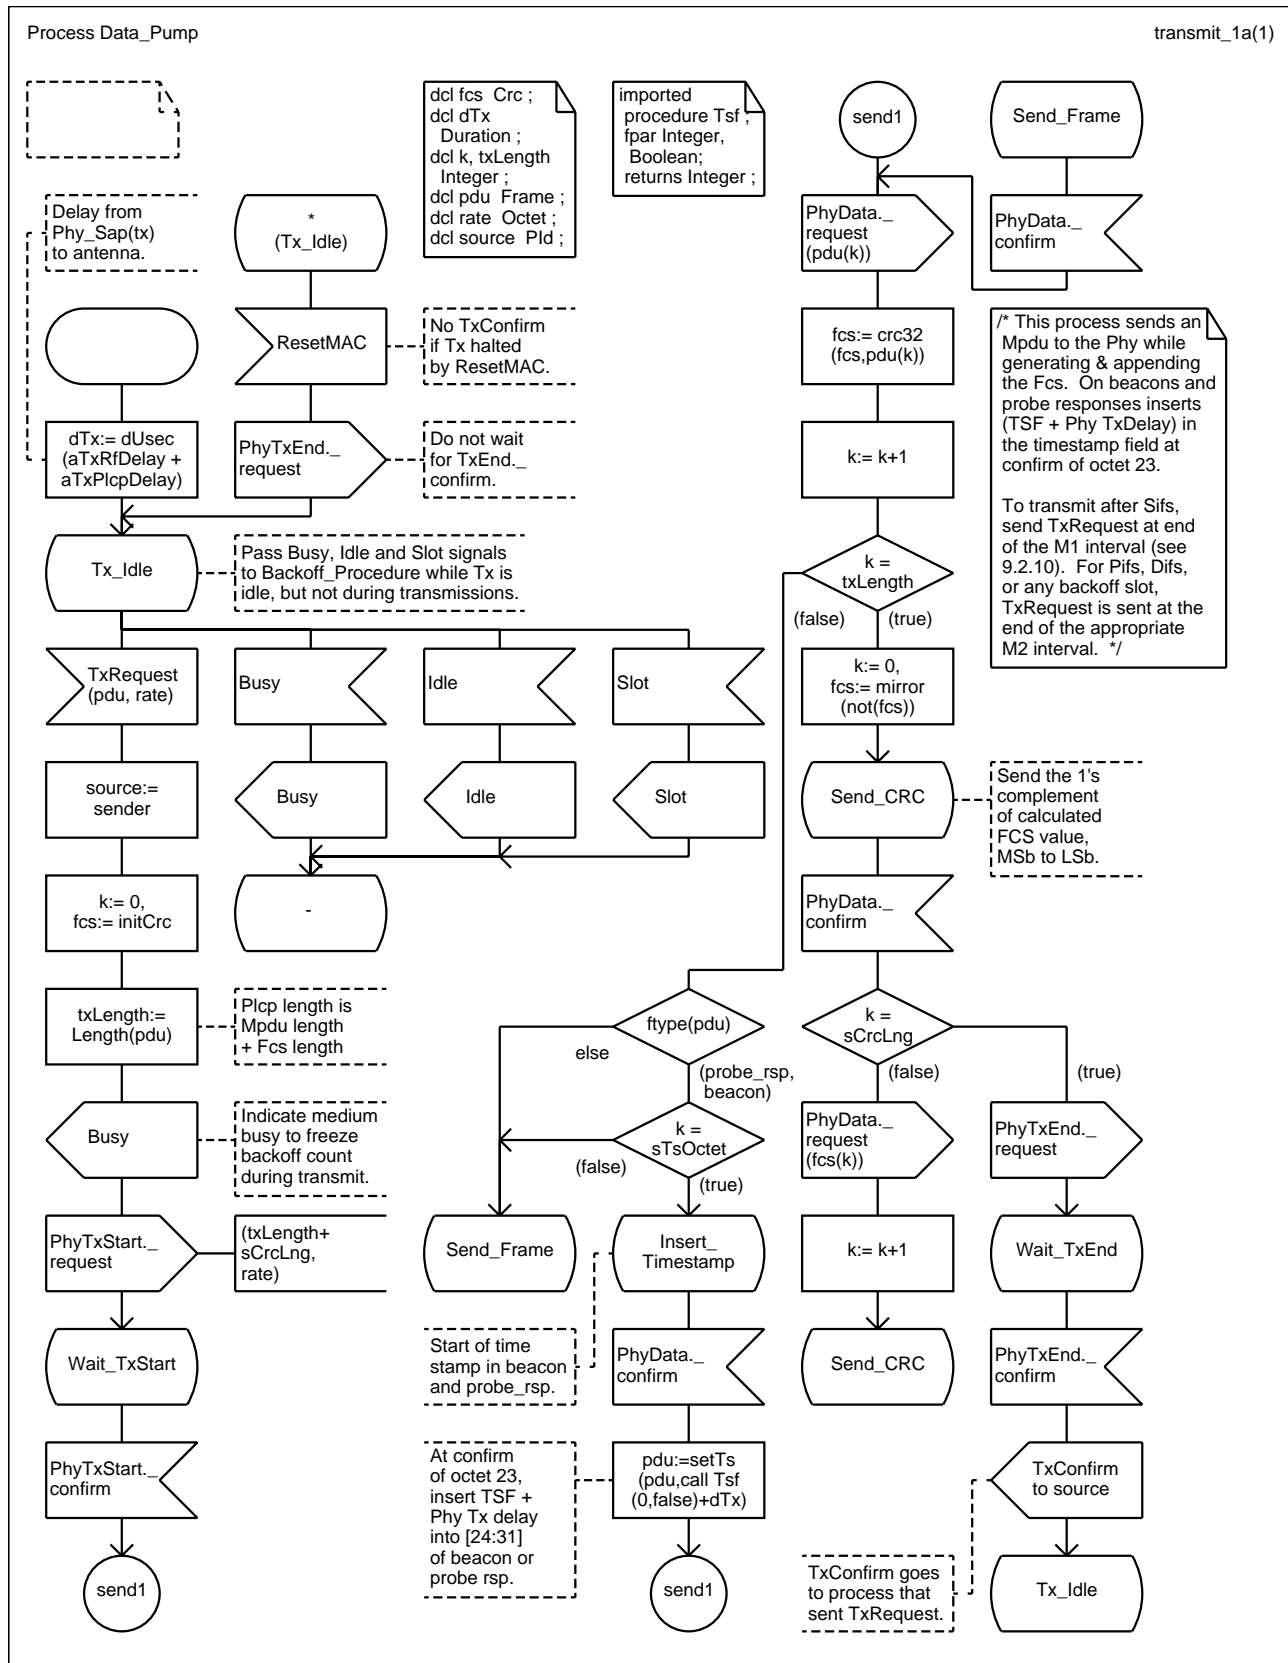 Process Data_Pump
transmit_1a(1)
dcl fcs Crc ;
dcl dTx
Duration ;
dcl k, txLength
Integer ;
dcl pdu Frame ;
dcl rate Octet ;
dcl source PId ;
imported
procedure Tsf ;
fpar Integer,
Boolean;
returns Integer ;
send1
Send_Frame
Delay from
Phy_Sap(tx)
to antenna.
*
(Tx_Idle)
PhyData._
request
(pdu(k))
PhyData._
confirm
ResetMAC
No TxConfirm
if Tx halted
by ResetMAC.
fcs:= crc32
(fcs,pdu(k))
/* This process sends an
Mpdu to the Phy while
generating & appending
the Fcs. On beacons and
probe responses inserts
(TSF + Phy TxDelay) in
the timestamp field at
confirm of octet 23.
To transmit after Sifs,
send TxRequest at end
of the M1 interval (see
9.2.10). For Pifs, Difs,
or any backoff slot,
TxRequest is sent at the
end of the appropriate
M2 interval. */
dTx:= dUsec
(aTxRfDelay +
aTxPlcpDelay)
PhyTxEnd._
request
Do not wait
for TxEnd._
confirm.
k:= k+1
Tx_Idle
Pass Busy, Idle and Slot signals
to Backoff_Procedure while Tx is
idle, but not during transmissions.
k =
txLength
(false)
(true)
TxRequest
(pdu, rate)
Busy
Idle
Slot
k:= 0,
fcs:= mirror
(not(fcs))
source:=
sender
Busy
Idle
Slot
Send_CRC
Send the 1's
complement
of calculated
FCS value,
MSb to LSb.
k:= 0,
fcs:= initCrc
-
PhyData._
confirm
txLength:=
Length(pdu)
Plcp length is
Mpdu length
+ Fcs length
ftype(pdu)
else
(probe_rsp,
beacon)
k =
sCrcLng
(false)
(true)
Busy
Indicate medium
busy to freeze
backoff count
during transmit.
k =
sTsOctet
(false)
(true)
PhyData._
request
(fcs(k))
PhyTxEnd._
request
PhyTxStart._
request
(txLength+
sCrcLng,
rate)
Send_Frame
Insert_
Timestamp
k:= k+1
Wait_TxEnd
Wait_TxStart
Start of time
stamp in beacon
and probe_rsp.
PhyData._
confirm
Send_CRC
PhyTxEnd._
confirm
PhyTxStart._
confirm
At confirm
of octet 23,
insert TSF +
Phy Tx delay
into [24:31]
of beacon or
probe rsp.
pdu:=setTs
(pdu,call Tsf
(0,false)+dTx)
TxConfirm
to source
send1
send1
TxConfirm goes
to process that
sent TxRequest.
Tx_Idle